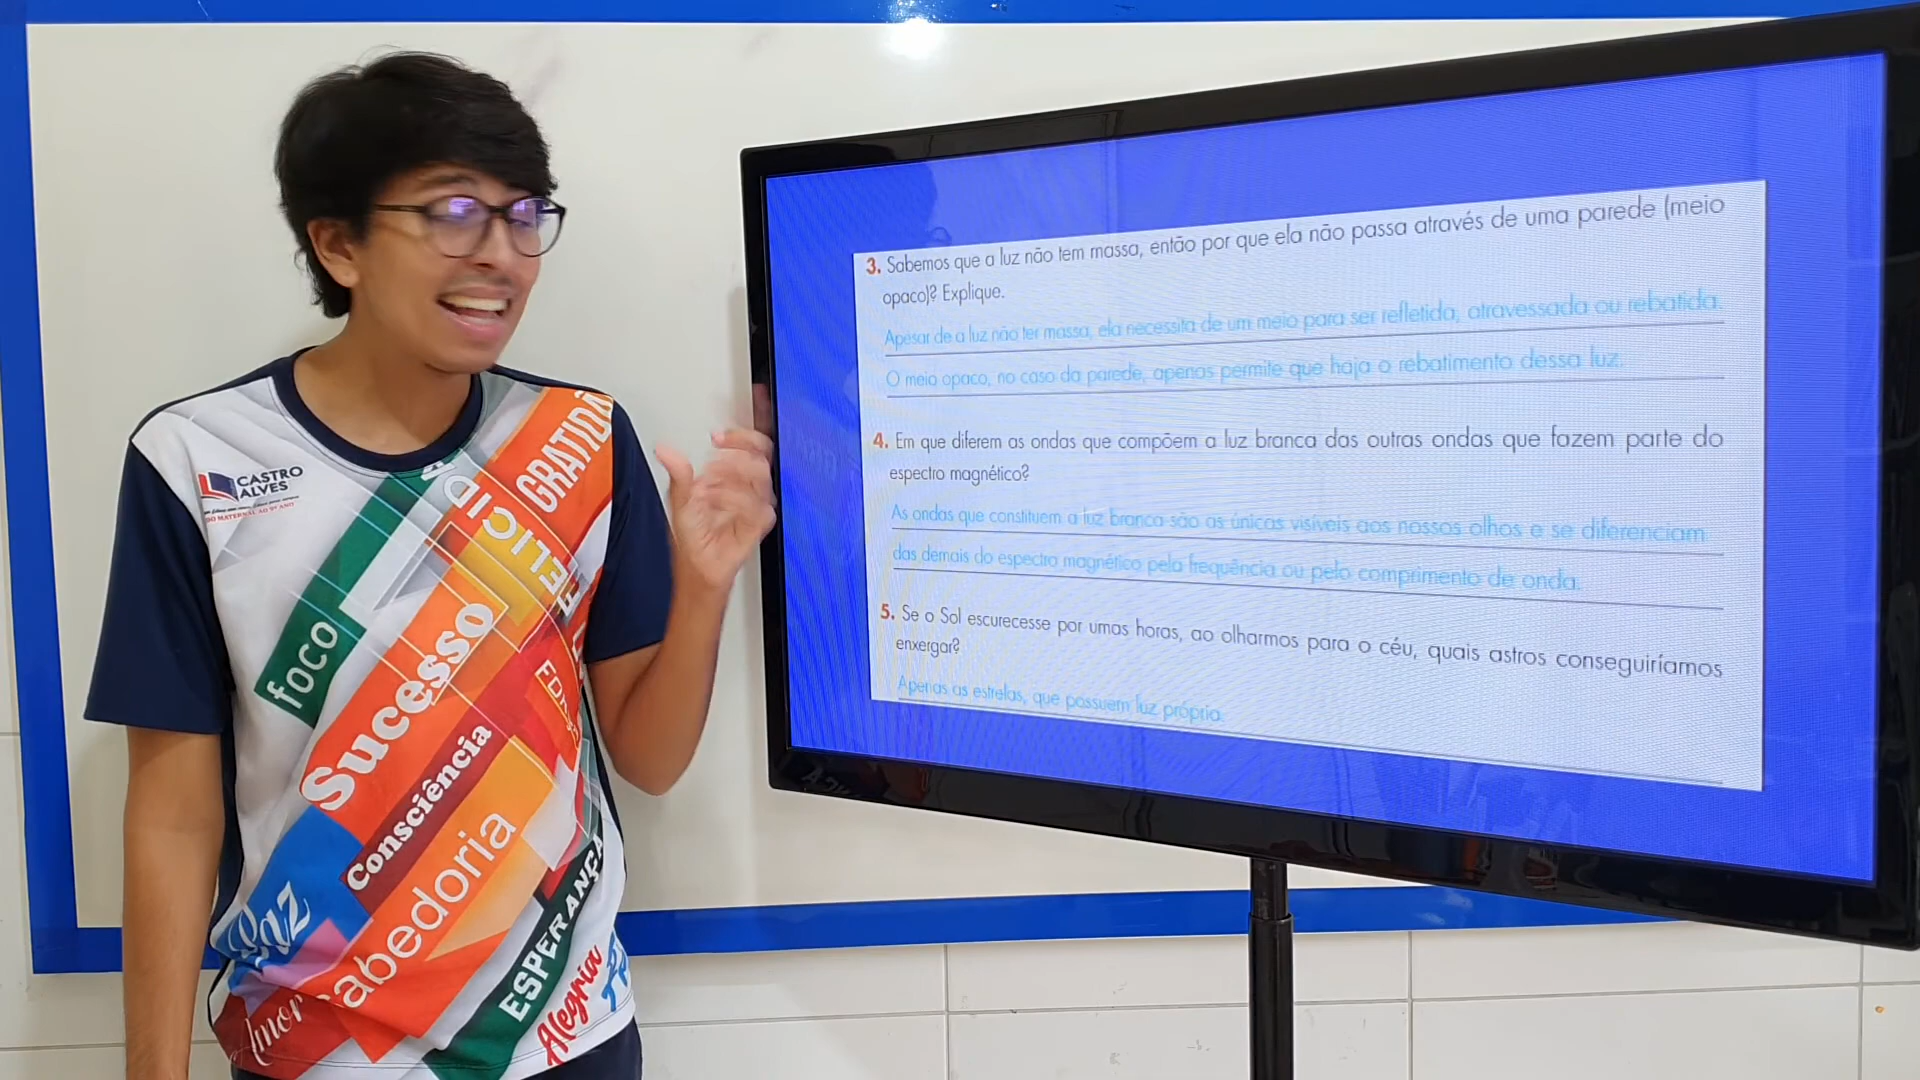 3. Sabemos que a luz não tem massa, então por que ela não passa através de uma parede (meio
opaco)? Explique.
Apesar de a luz não ter massa, ela necessita de um meio para ser refletida, atravessada ou rebatida.
O meio opaco, no caso da parede, apenas permite que haja o rebatimento dessa luz.
4. Em que diferem as ondas que compõem a luz branca das outras ondas que fazem parte do
espectro magnético?
As ondas que constituem a luz branca são as únicas visíveis aos nossos olhos e se diferenciam
das demais do espectro magnético pela frequência ou pelo comprimento de onda.
5. Se o Sol escurecesse por umas horas, ao olharmos para o céu, quais astros conseguiríamos
enxergar?
Apenas as estrelas, que possuem luz própria.
CASTRO
ALVES
DO MATERNAL AO 9º ANO
GRATIDÃ
foco
Sucesso
Consciência
Sabedoria
Paz
Amor
ESPERANÇA
Alegria